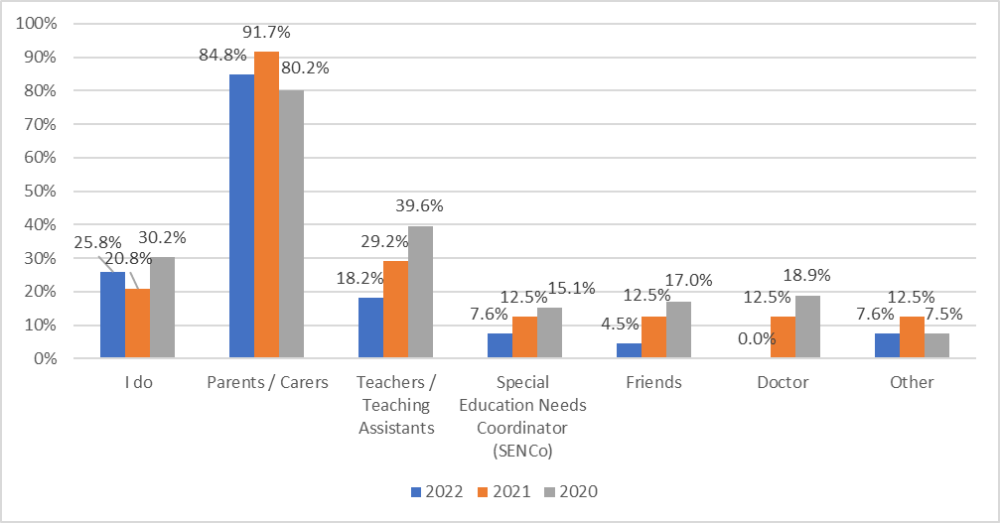 100%
90%
80%
70%
60%
50%
40%
30%
20%
10%
0%
25.8%
20.8%
30.2%
84.8%
91.7%
80.2%
18.2%
29.2%
39.6%
7.6%
12.5%
15.1%
4.5%
12.5%
17.0%
0.0%
12.5%
18.9%
7.6%
12.5%
7.5%
I do
Parents / Carers
Teachers /
Teaching
Assistants
Special
Education Needs
Coordinator
(SENCo)
Friends
Doctor
Other
2022 2021 2020